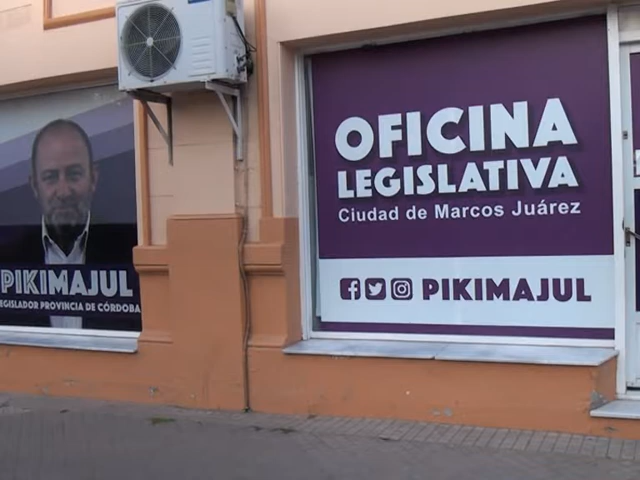 PIKIMAJUL
LEGISLADOR PROVINCIA DE CÓRDOBA
OFICINA
LEGISLATIVA
Ciudad de Marcos Juárez
PIKIMAJUL